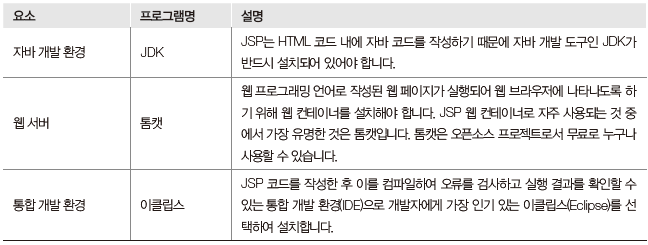 요소 프로그램명 설명
자바 개발 환경 JDK JSP는 HTML 코드 내에 자바 코드를 작성하기 때문에 자바 개발 도구인 JDK가
반드시 설치되어 있어야 합니다.
웹 서버 톰캣 웹 프로그래밍 언어로 작성된 웹 페이지가 실행되어 웹 브라우저에 나타나도록 하
기 위해 웹 컨테이너를 설치해야 합니다. JSP 웹 컨테이너로 자주 사용되는 것 중
에서 가장 유명한 것은 톰캣입니다. 톰캣은 오픈소스 프로젝트로서 무료로 누구나
사용할 수 있습니다.
통합 개발 환경 이클립스 JSP 코드를 작성한 후 이를 컴파일하여 오류를 검사하고 실행 결과를 확인할 수
있는 통합 개발 환경(IDE)으로 개발자에게 가장 인기 있는 이클립스(Eclipse)를 선
택하여 설치합니다.